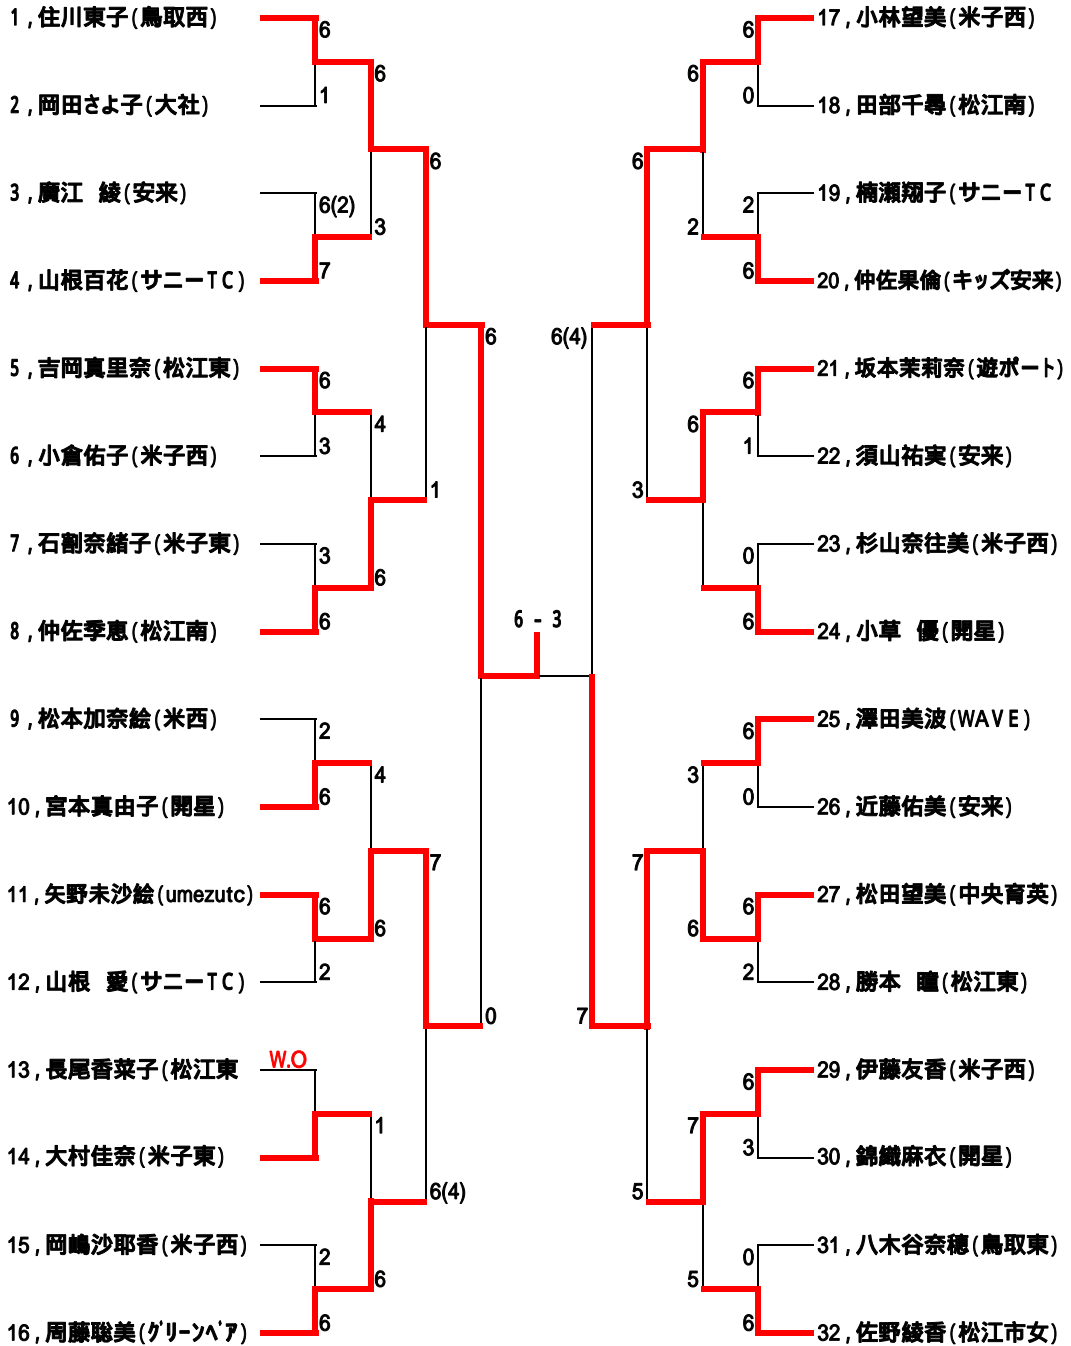 1,住川東子(鳥取西)
2,岡田さよ子(大社)
3,廣江 綾(安来)
4,山根百花(サニーTC)
5,吉岡真里奈(松江東)
6,小倉佑子(米子西)
7,石割奈緒子(米子東)
8,仲佐季恵(松江南)
9,松本加奈絵(米西)
10,宮本真由子(開星)
11,矢野未沙絵(umezutc)
12,山根 愛(サニーTC)
13,長尾香菜子(松江東
14,大村佳奈(米子東)
15,岡嶋沙耶香(米子西)
16,周藤聡美(グリーンベア)
6
1
6(2)
7
6
3
3
6
2
6
6
2
W.O
2
6
6
3
4
6
4
6
1
6
6
1
7
6(4)
6
0
6 - 3
6(4)
7
6
3
7
5
6
2
6
3
6
7
5
6
0
2
6
6
1
0
6
6
0
6
2
6
3
0
6
17,小林望美(米子西)
18,田部千尋(松江南)
19,楠瀬翔子(サニーTC
20,仲佐果倫(キッズ安来)
21,坂本茉莉奈(遊ポート)
22,須山祐実(安来)
23,杉山奈往美(米子西)
24,小草 優(開星)
25,澤田美波(WAVE)
26,近藤佑美(安来)
27,松田望美(中央育英)
28,勝本 瞳(松江東)
29,伊藤友香(米子西)
30,錦織麻衣(開星)
31,八木谷奈穂(鳥取東)
32,佐野綾香(松江市女)